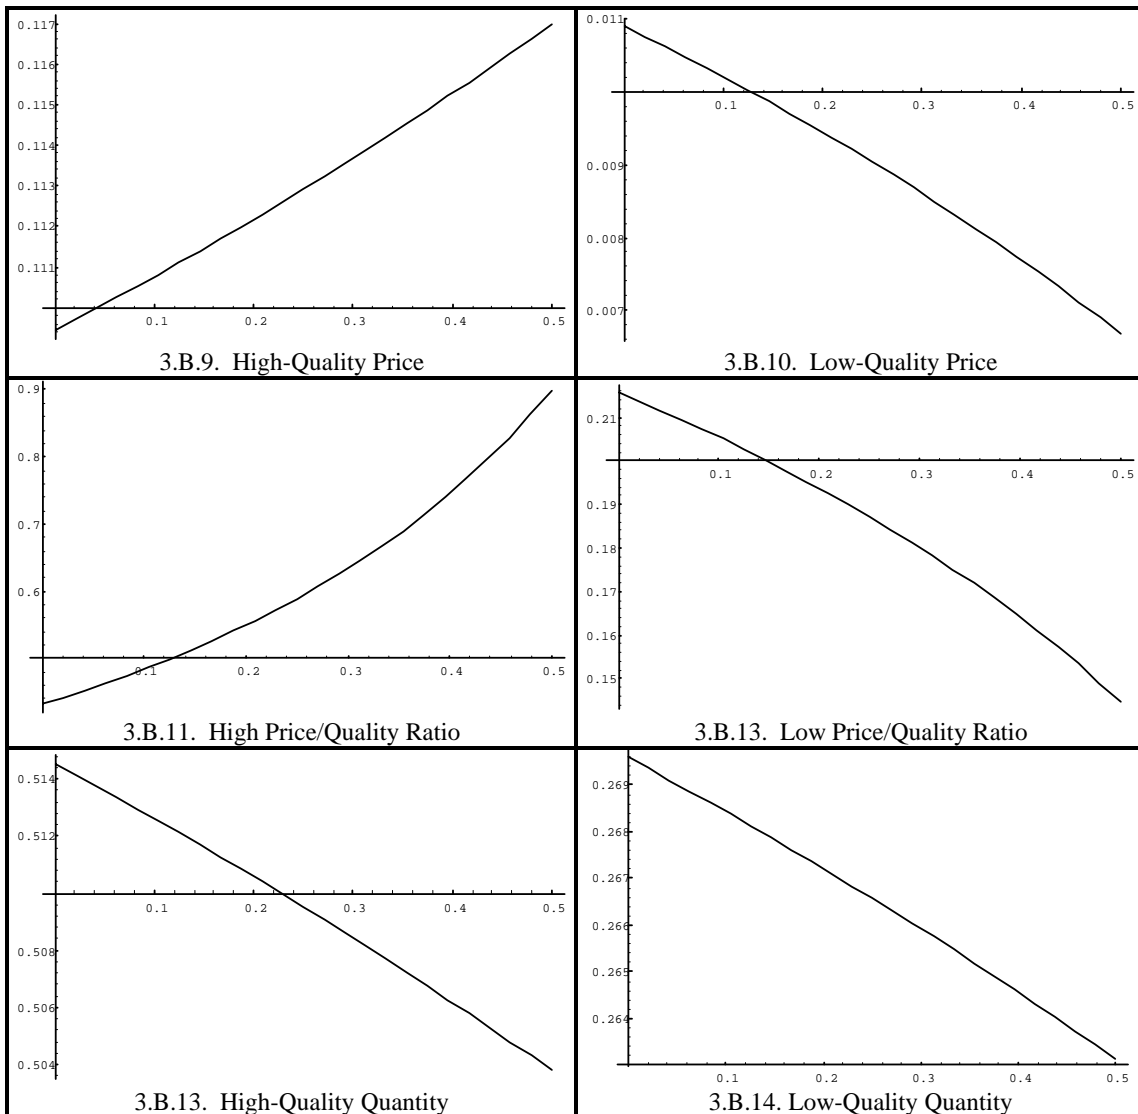 0.117
0.116
0.115
0.114
0.113
0.112
0.111
0.1 0.2 0.3 0.4 0.5
3.B.9. High-Quality Price
0.011
0.1 0.2 0.3 0.4 0.5
0.009
0.008
0.007
3.B.10. Low-Quality Price
0.9
0.8
0.7
0.6
0.1 0.2 0.3 0.4 0.5
3.B.11. High Price/Quality Ratio
0.21
0.1 0.2 0.3 0.4 0.5
0.19
0.18
0.17
0.16
0.15
3.B.13. Low Price/Quality Ratio
0.514
0.512
0.1 0.2 0.3 0.4 0.5
0.508
0.506
0.504
3.B.13. High-Quality Quantity
0.269
0.268
0.267
0.266
0.265
0.264
0.1 0.2 0.3 0.4 0.5
3.B.14. Low-Quality Quantity